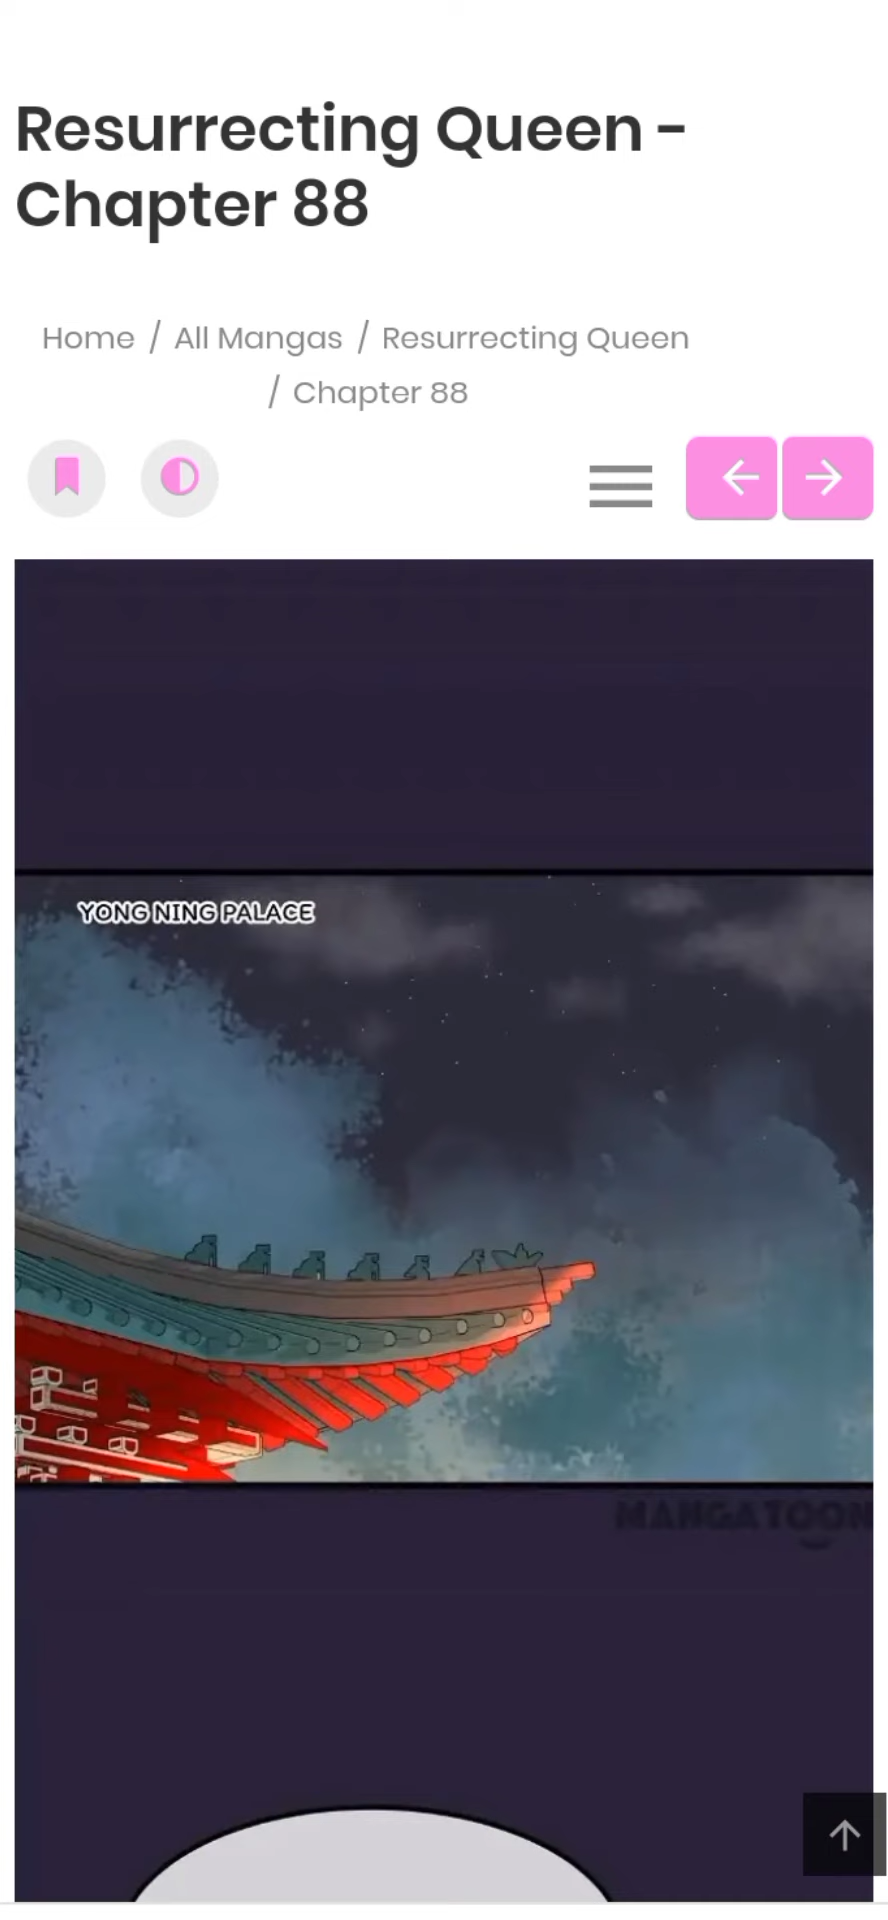 Resurrecting Queen -
Chapter 88
Home / All Mangas / Resurrecting Queen
/ Chapter 88
YONG NING PALACE
MANGATOON